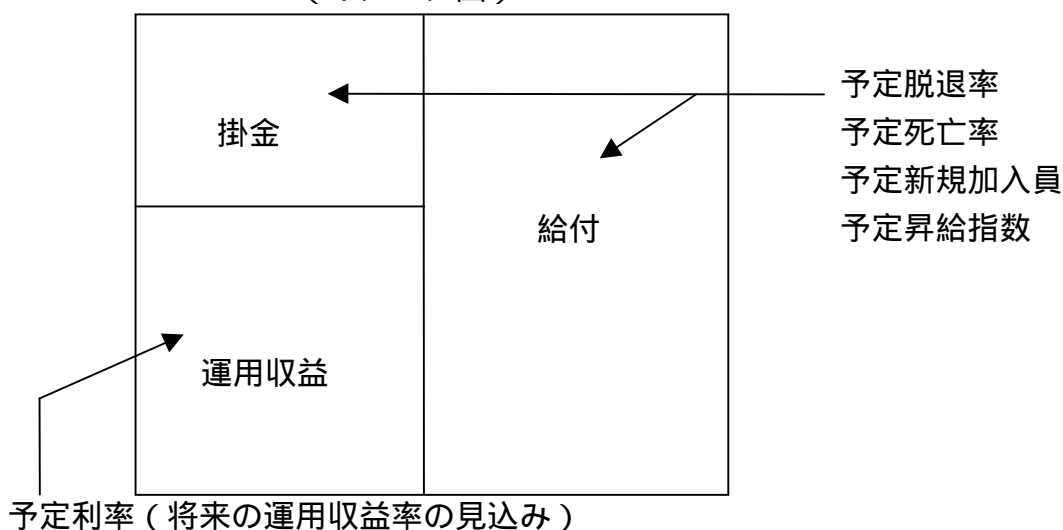 掛金
給付
運用収益
予定脱退率
予定死亡率
予定新規加入員
予定昇給指数
予定利率（将来の運用収益率の見込み）